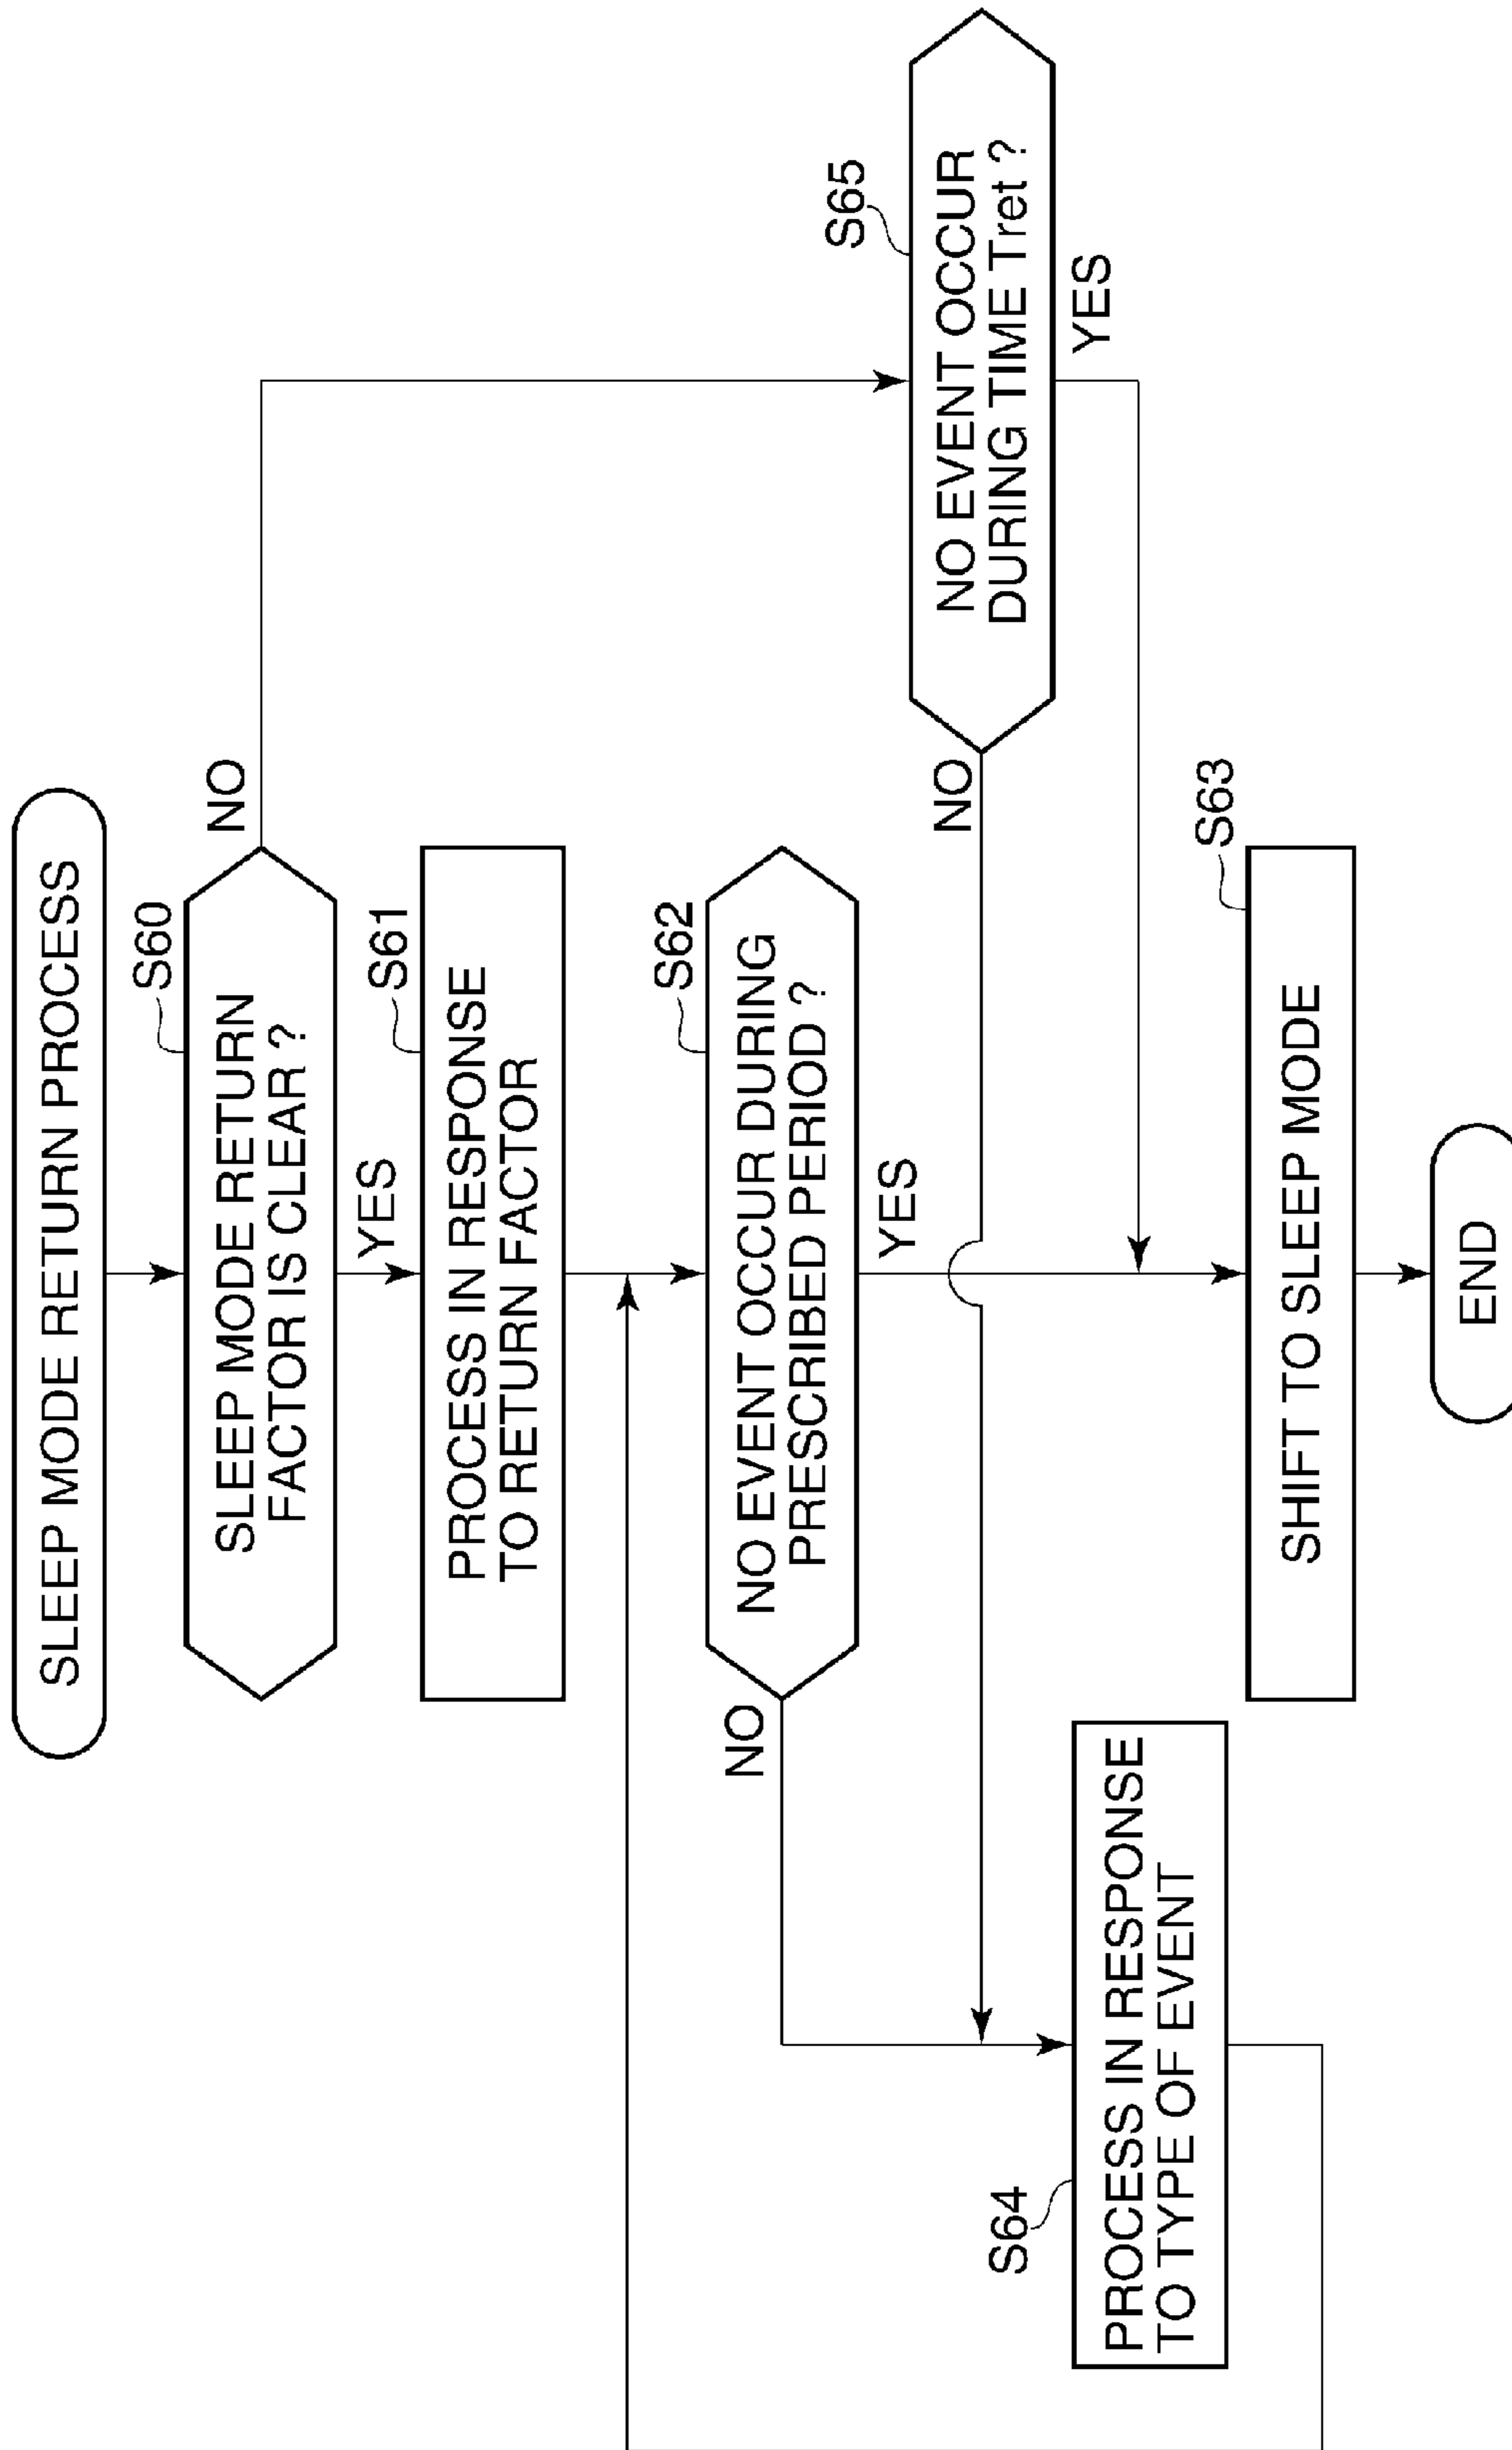 SLEEP MODE RETURN PROCESS
S60
SLEEP MODE RETURN
FACTOR IS CLEAR ?
NO
YES
S61
PROCESS IN RESPONSE
TO RETURN FACTOR
S62
NO EVENT OCCUR DURING
PRESCRIBED PERIOD ?
NO
YES
S65
NO EVENT OCCUR
DURING TIME Tret ?
NO
YES
S64
PROCESS IN RESPONSE
TO TYPE OF EVENT
S63
SHIFT TO SLEEP MODE
END